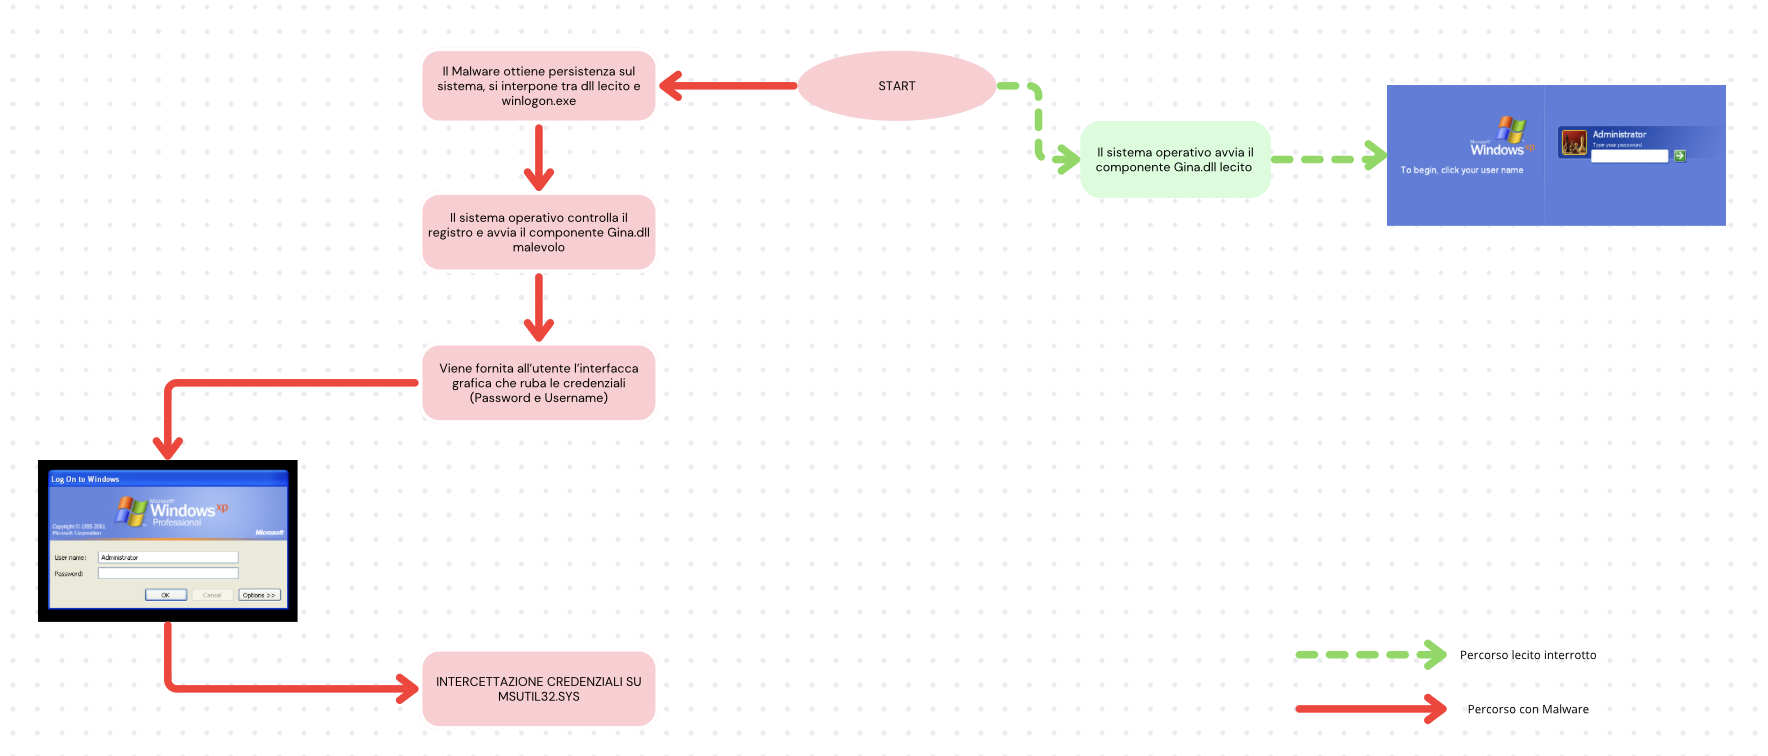 Il Malware ottiene persistenza sul
sistema, si interpone tra dll lecito e
winlogon.exe
START
Il sistema operativo avvia il
componente Gina.dll lecito
Microsoft
Windows xp
To begin, click your user name
Administrator
Type your password
Il sistema operativo controlla il
registro e avvia il componente Gina.dll
malevolo
Viene fornita all'utente l'interfacca
grafica che ruba le credenziali
(Password e Username)
Log On to Windows
Microsoft
Windows xp
Professional
Copyright © 1985-2001
Microsoft Corporation
Microsoft
User name:
Administrator
Password:
OK
Cancel
Options >>
INTERCETTAZIONE CREDENZIALI SU
MSUTIL32.SYS
Percorso lecito interrotto
Percorso con Malware